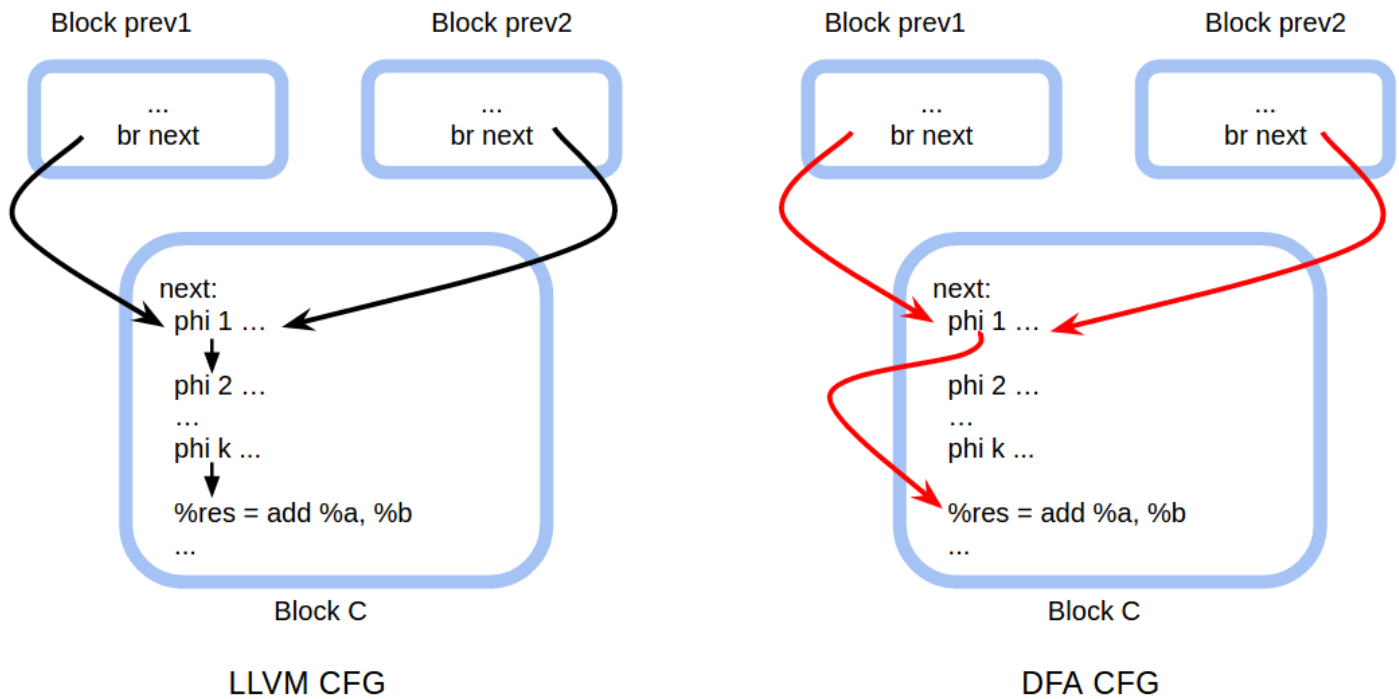 Block prev1
Block prev2
...
br next
...
br next
next:
phi 1 ...
phi 2 ...
...
phi k ...
%res = add %a, %b
...
Block C
LLVM CFG
Block prev1
Block prev2
...
br next
...
br next
next:
phi 1 ...
phi 2 ...
...
phi k ...
%res = add %a, %b
...
Block C
DFA CFG